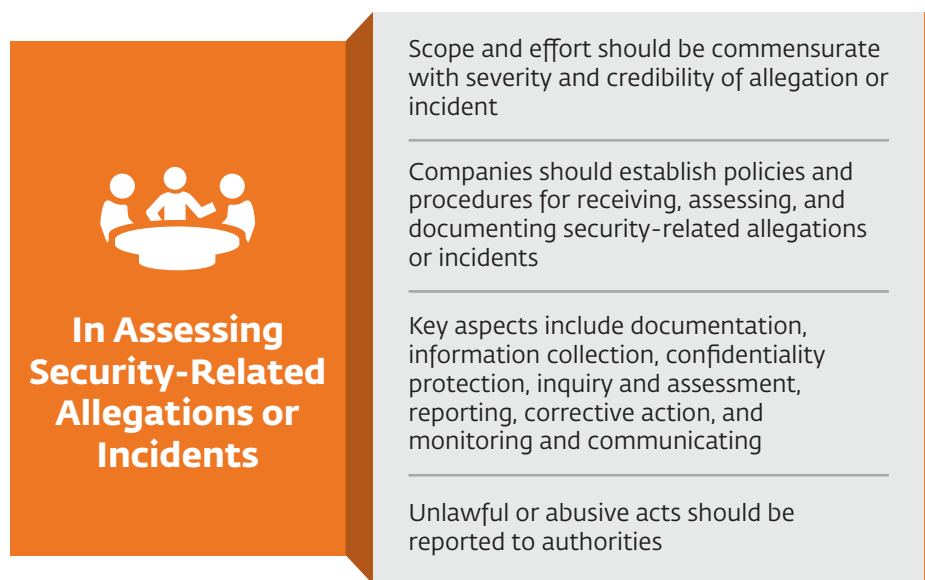 In Assessing
Security-Related
Allegations or
Incidents
Scope and effort should be commensurate
with severity and credibility of allegation or
incident
Companies should establish policies and
procedures for receiving, assessing, and
documenting security-related allegations
or incidents
Key aspects include documentation,
information collection, confidentiality
protection, inquiry and assessment,
reporting, corrective action, and
monitoring and communicating
Unlawful or abusive acts should be
reported to authorities